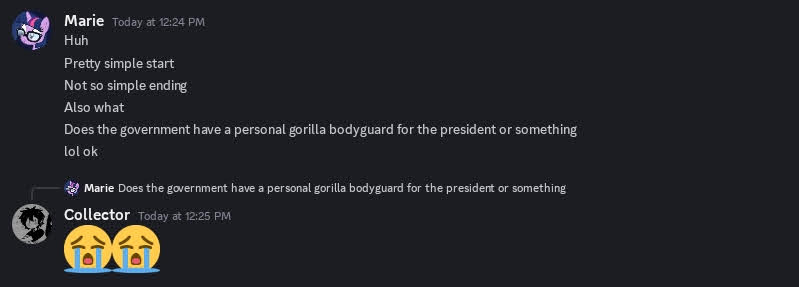 Marie Today at 12:24 PM
Huh
Pretty simple start
Not so simple ending
Also what
Does the government have a personal gorilla bodyguard for the president or something
lol ok
Marie Does the government have a personal gorilla bodyguard for the president or something
Collector Today at 12:25 PM